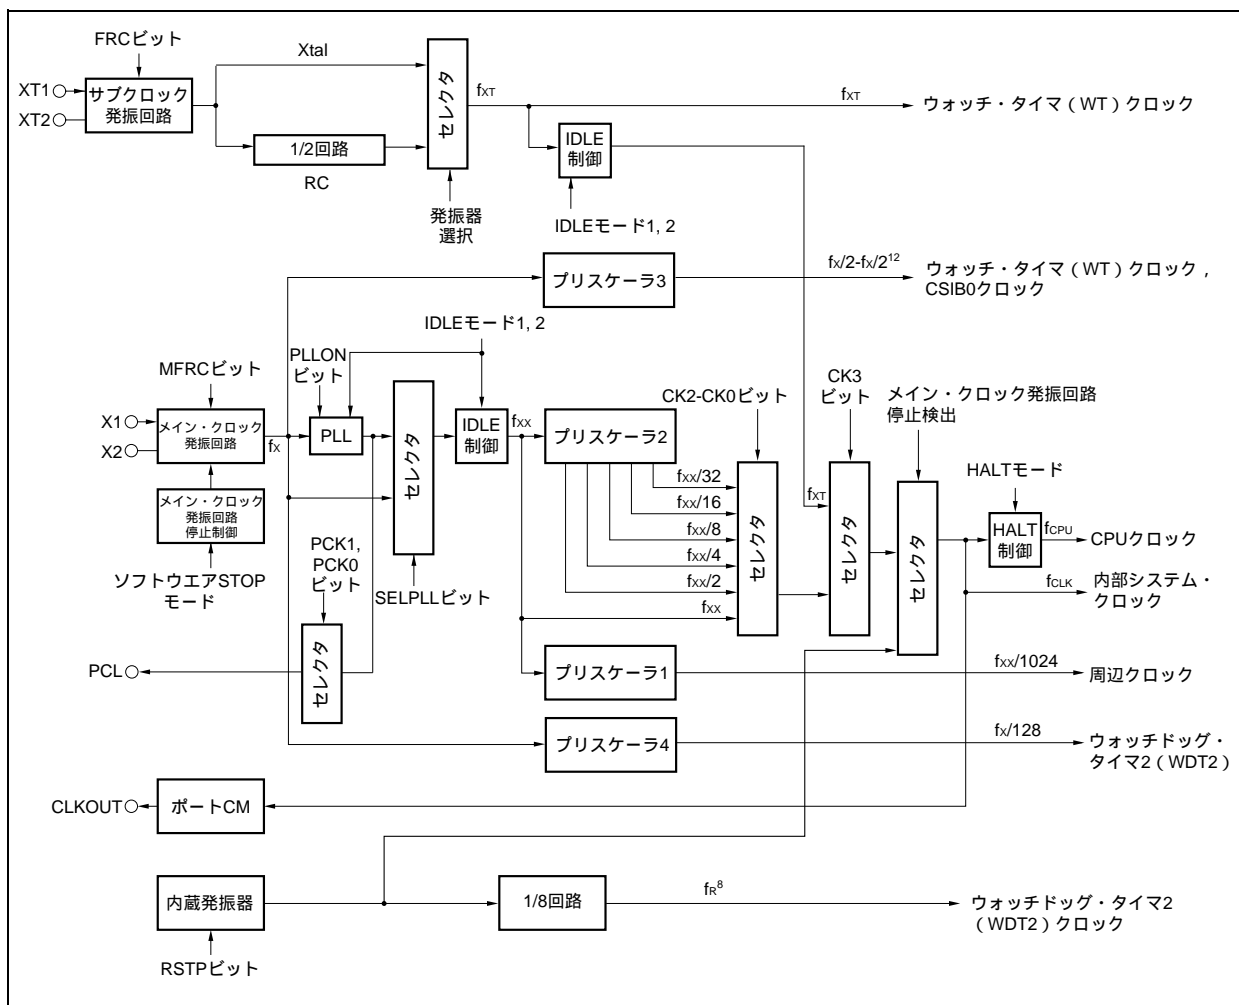 FRCビット
Xtal
XT1
XT2
サブクロック
発振回路
セレクタ
fXT
fXT
ウォッチ・タイマ（WT）クロック
1/2回路
RC
IDLE
制御
発振器
選択
IDLEモード1, 2
プリスケーラ3
fX/2-fX/2¹²
ウォッチ・タイマ（WT）クロック，
CSIB0クロック
IDLEモード1, 2
MFRCビット
PLLON
ビット
CK2-CK0ビット
CK3
ビット
メイン・クロック発振回路
停止検出
X1
X2
メイン・クロック
発振回路
fX
PLL
セレクタ
IDLE
制御
fXX
プリスケーラ2
HALTモード
fXX/32
fXX/16
fXX/8
fXX/4
fXX/2
fXX
セレクタ
fXT
セレクタ
セレクタ
HALT
制御
fCPU
CPUクロック
fCLK
内部システム・
クロック
メイン・クロック
発振回路
停止制御
ソフトウエアSTOP
モード
PCK1,
PCK0
ビット
SELPLLビット
PCL
セレクタ
プリスケーラ1
fXX/1024
周辺クロック
プリスケーラ4
fX/128
ウォッチドッグ・
タイマ2（WDT2）
CLKOUT
ポートCM
内蔵発振器
1/8回路
fR⁸
ウォッチドッグ・タイマ2
（WDT2）クロック
RSTPビット